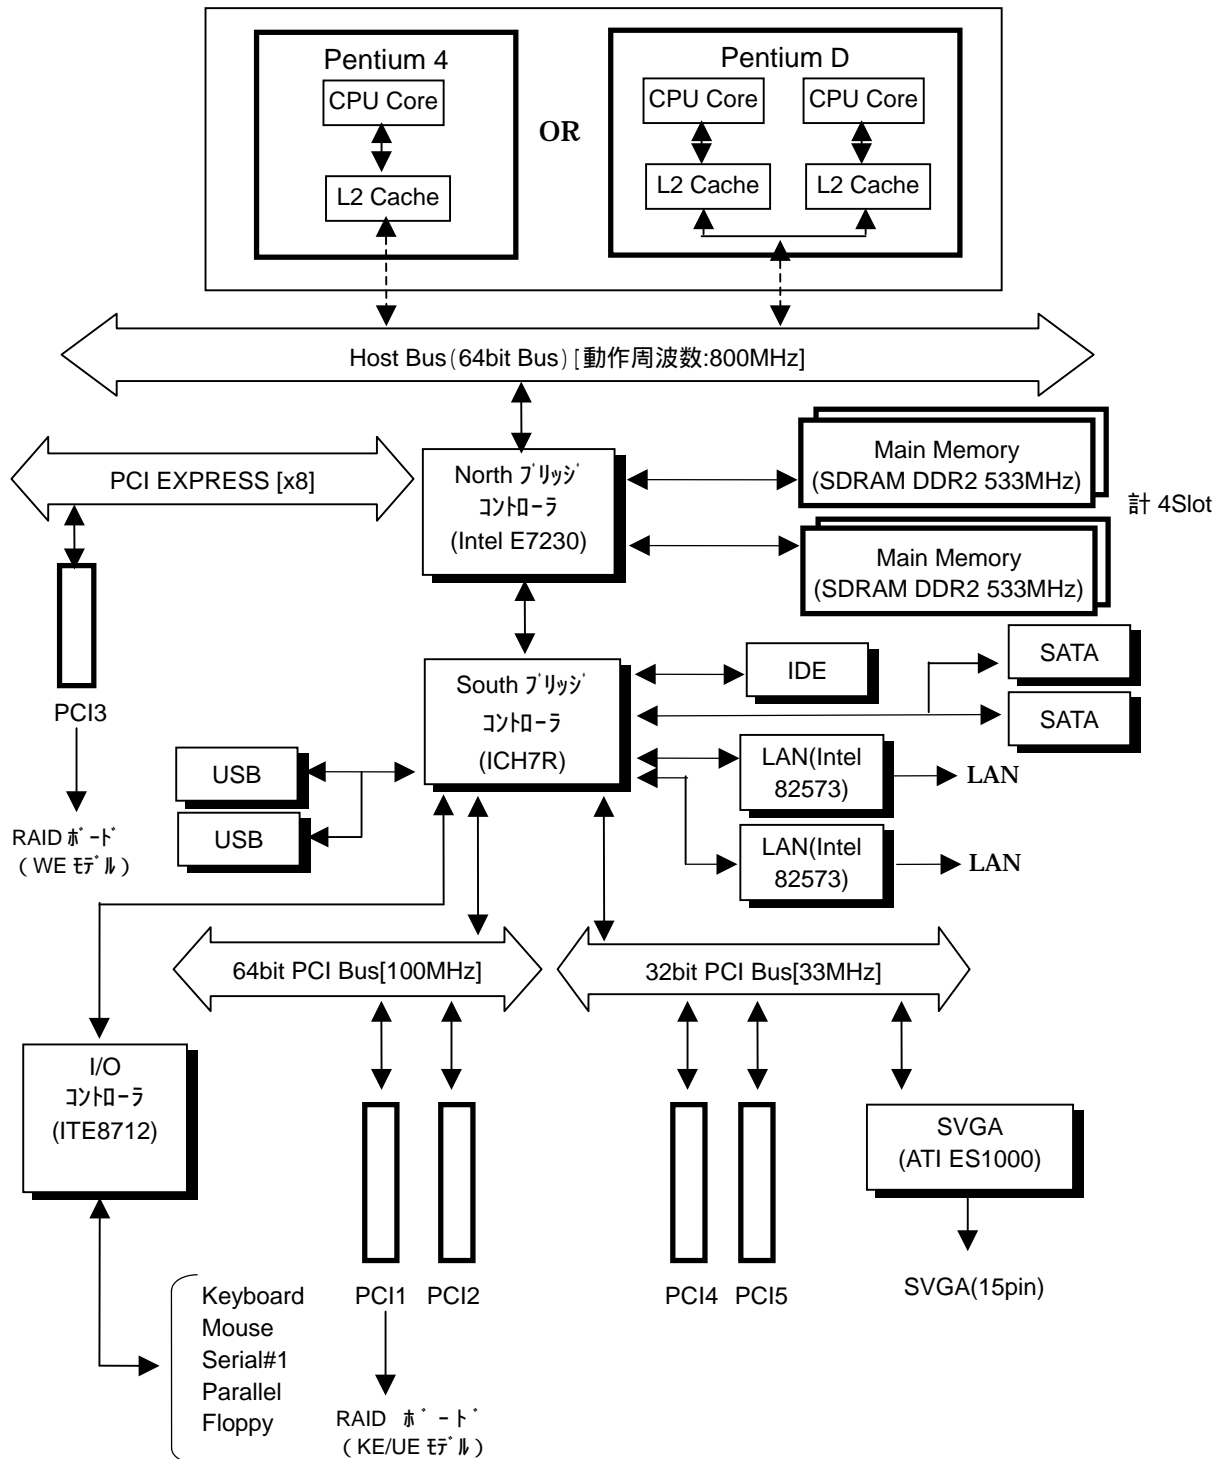 Pentium 4
CPU Core
L2 Cache
OR
Pentium D
CPU Core
CPU Core
L2 Cache
L2 Cache
Host Bus(64bit Bus) [動作周波数:800MHz]
PCI EXPRESS [x8]
North ﾌﾞﾘｯｼﾞ
ｺﾝﾄﾛｰﾗ
(Intel E7230)
Main Memory
(SDRAM DDR2 533MHz)
計 4Slot
Main Memory
(SDRAM DDR2 533MHz)
PCI3
RAID ﾎﾞｰﾄﾞ
( WE ﾓﾃﾞﾙ )
South ﾌﾞﾘｯｼﾞ
ｺﾝﾄﾛｰﾗ
(ICH7R)
IDE
SATA
SATA
USB
USB
LAN(Intel
82573)
LAN
LAN(Intel
82573)
LAN
64bit PCI Bus[100MHz]
32bit PCI Bus[33MHz]
I/O
ｺﾝﾄﾛｰﾗ
(ITE8712)
SVGA
(ATI ES1000)
Keyboard
Mouse
Serial#1
Parallel
Floppy
PCI1
PCI2
PCI4
PCI5
SVGA(15pin)
RAID ﾎﾞｰﾄﾞ
( KE/UE ﾓﾃﾞﾙ )